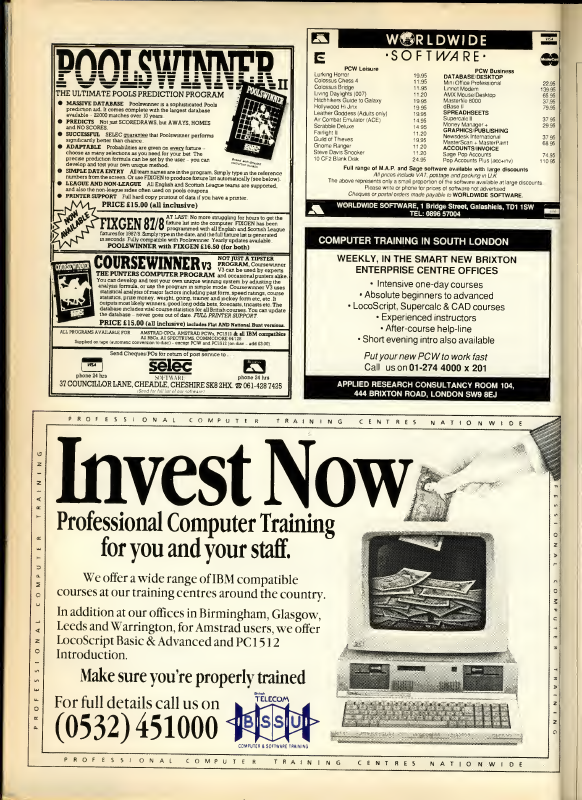 POOLSWINNER II
THE ULTIMATE POOLS PREDICTION PROGRAM
● MASSIVE DATABASE Poolswinner is a sophisticated Pools
prediction aid. It comes complete with the largest database
available - 22000 matches over 10 years
● PREDICTS Not just SCOREDRAWS, but AWAYS, HOMES
and NO SCORES.
● SUCCESSFUL SELEC guarantee that Poolswinner performs
significantly better than chance.
● ADAPTABLE Probabilities are given on every fixture -
choose as many selections as you need for your bet. The
precise prediction formula can be set by the user - you can
develop and test your own unique method.
● SIMPLE DATA ENTRY All team names are in the program. Simply type in the reference
numbers from the screen. Or use FIXGEN to produce fixture list automatically (see below).
● LEAGUE AND NON-LEAGUE All English and Scottish League teams are supported,
and also the non-league sides often used on pools coupons.
● PRINTER SUPPORT Full hard copy printout of data if you have a printer.
PRICE £15.00 (all inclusive)
NOW AVAILABLE
FIXGEN 87/8
AT LAST! No more struggling for hours to get the
fixture list into the computer. FIXGEN has been
programmed with all English and Scottish League
fixtures for 1987/8. Simply type in the date, and the full fixture list is generated
in seconds. Fully compatible with Poolswinner. Yearly updates available
POOLSWINNER with FIXGEN £16.50 (for both)
COURSEWINNER V3
THE PUNTERS COMPUTER PROGRAM
NOT JUST A TIPSTER
PROGRAM, Coursewinner
V3 can be used by experts
and occasional punters alike.
You can develop and test your own unique winning system by adjusting the
analysis formula, or use the program in simple mode. Coursewinner V3 uses
statistical analysis of major factors including past form, speed ratings, course
statistics, prize money, weight, going, trainer and jockey form etc, etc. It
outputs most likely winners, good long odds bets, forecasts, tricasts etc. The
database includes vital course statistics for all British courses. You can update
the database - never goes out of date. FULL PRINTER SUPPORT
PRICE £15.00 (all inclusive) includes Flat AND National Hunt versions.
ALL PROGRAMS AVAILABLE FOR AMSTRAD CPCs, AMSTRAD PCWs, PC1512 & all IBM compatibles
All BBCs, All SPECTRUMS, COMMODORE 64/128
Send Cheques/POs for return of post service to
phone 24 hrs
selec
SOFTWARE
phone 24 hrs
37 COUNCILLOR LANE, CHEADLE, CHESHIRE SK8 2HX. ☎ 061-428 7425
(Send for full list of our software)
WORLDWIDE
·SOFTWARE·
PCW Leisure
Lurking Horror 19.95
Colossus Chess 4 11.95
Colossus Bridge 11.95
Living Daylights (007) 11.20
Hitchhikers Guide to Galaxy 19.95
Hollywood Hi-Jinx 19.95
Leather Goddess (Adults only) 19.95
Air Combat Emulator (ACE) 14.95
Scrabble Deluxe 14.95
Fairlight II 11.20
Guild of Thieves 19.95
Gnome Ranger 11.20
Steve Davis Snooker 11.20
10 CF2 Blank Disk 24.95
PCW Business
DATABASE/DESKTOP
Mini Office Professional 22.95
Linnet Modem 139.95
AMX Mouse/Desktop 65.95
Masterfile 8000 37.95
dBase II 79.95
SPREADSHEETS
Supercalc II 37.95
Money Manager + 29.95
GRAPHICS/PUBLISHING
Newsdesk International 37.95
MasterScan + MasterPaint 68.95
ACCOUNTS/INVOICE
Sage Pop Accounts 74.95
Pop Accounts Plus 110.95
Full range of M.A.P. and Sage software available with large discounts
All prices include VAT, postage and packing in U.K.
The above represents only a small proportion of the software available at large discounts.
Please write or phone for prices of software not advertised.
Cheques or postal orders made payable to WORLDWIDE SOFTWARE.
WORLDWIDE SOFTWARE, 1 Bridge Street, Galashiels, TD1 1SW
TEL: 0896 57004
COMPUTER TRAINING IN SOUTH LONDON
WEEKLY, IN THE SMART NEW BRIXTON
ENTERPRISE CENTRE OFFICES
• Intensive one-day courses
• Absolute beginners to advanced
• LocoScript, Supercalc & CAD courses
• Experienced instructors
• After-course help-line
• Short evening intro also available
Put your new PCW to work fast
Call us on 01-274 4000 x 201
APPLIED RESEARCH CONSULTANCY ROOM 104,
444 BRIXTON ROAD, LONDON SW9 8EJ
PROFESSIONAL COMPUTER TRAINING CENTRES NATIONWIDE
PROFESSIONAL COMPUTER TRAINING
Invest Now
Professional Computer Training
for you and your staff.
We offer a wide range of IBM compatible
courses at our training centres around the country.
In addition at our offices in Birmingham, Glasgow,
Leeds and Warrington, for Amstrad users, we offer
LocoScript Basic & Advanced and PC1512
Introduction.
Make sure you're properly trained
For full details call us on
(0532) 451000
British
TELECOM
BSSU
COMPUTER & SOFTWARE TRAINING
PROFESSIONAL COMPUTER TRAINING
PROFESSIONAL COMPUTER TRAINING CENTRES NATIONWIDE